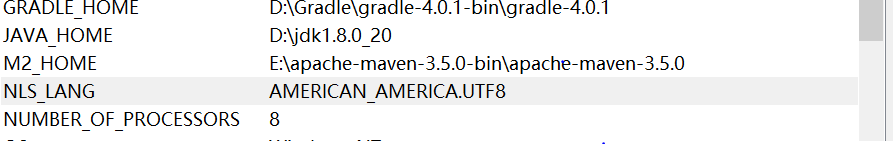 GRADLE_HOME D:\Gradle\gradle-4.0.1-bin\gradle-4.0.1
JAVA_HOME D:\jdk1.8.0_20
M2_HOME E:\apache-maven-3.5.0-bin\apache-maven-3.5.0
NLS_LANG AMERICAN_AMERICA.UTF8
NUMBER_OF_PROCESSORS 8